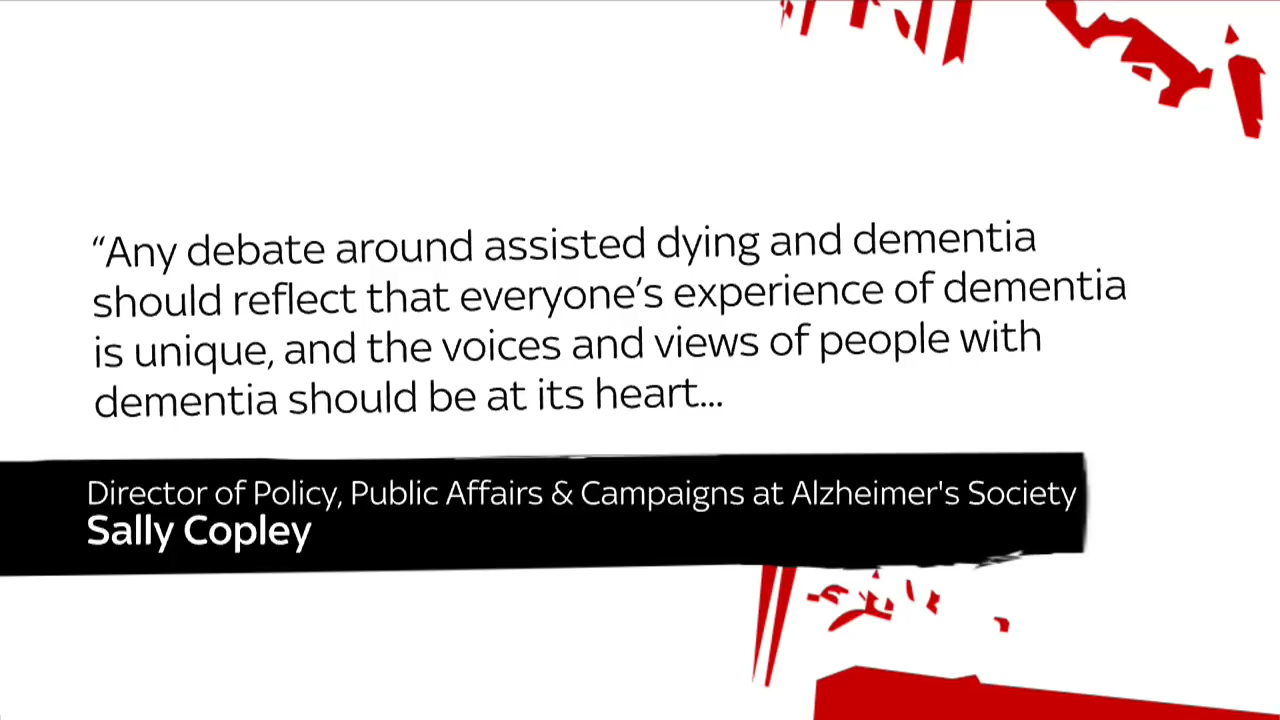 “Any debate around assisted dying and dementia
should reflect that everyone’s experience of dementia
is unique, and the voices and views of people with
dementia should be at its heart...
Director of Policy, Public Affairs & Campaigns at Alzheimer's Society
Sally Copley